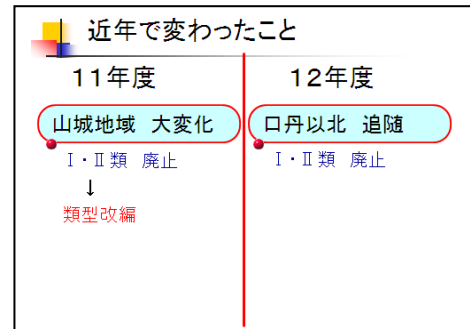 近年で変わったこと
11年度
山城地域 大変化
Ⅰ・Ⅱ類 廃止
↓
類型改編
12年度
口丹以北 追随
Ⅰ・Ⅱ類 廃止